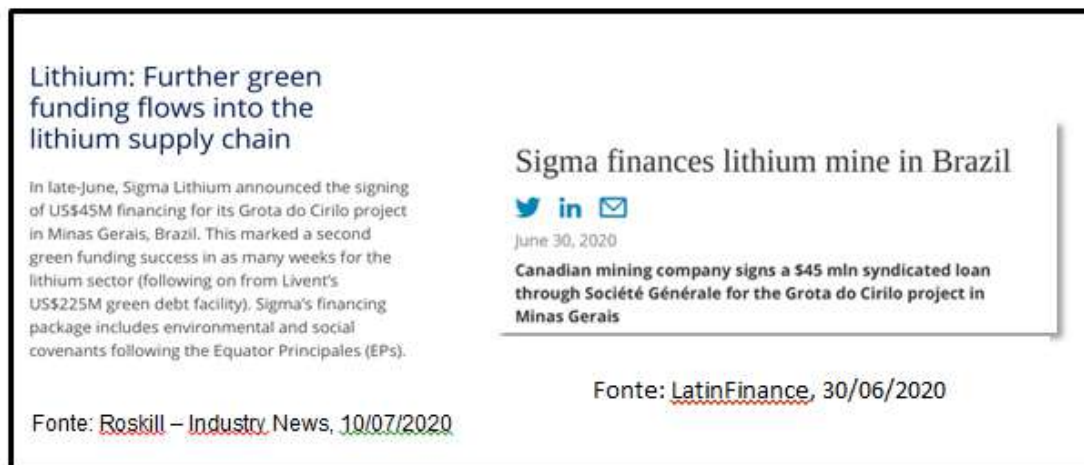 Lithium: Further green
funding flows into the
lithium supply chain
In late-June, Sigma Lithium announced the signing
of US$45M financing for its Grota do Cirilo project
in Minas Gerais, Brazil. This marked a second
green funding success in as many weeks for the
lithium sector (following on from Livent's
US$225M green debt facility). Sigma's financing
package includes environmental and social
covenants following the Equator Principales (EPs).
Fonte: Roskill – Industry News, 10/07/2020
Sigma finances lithium mine in Brazil
June 30, 2020
Canadian mining company signs a $45 mln syndicated loan
through Société Générale for the Grota do Cirilo project in
Minas Gerais
Fonte: LatinFinance, 30/06/2020